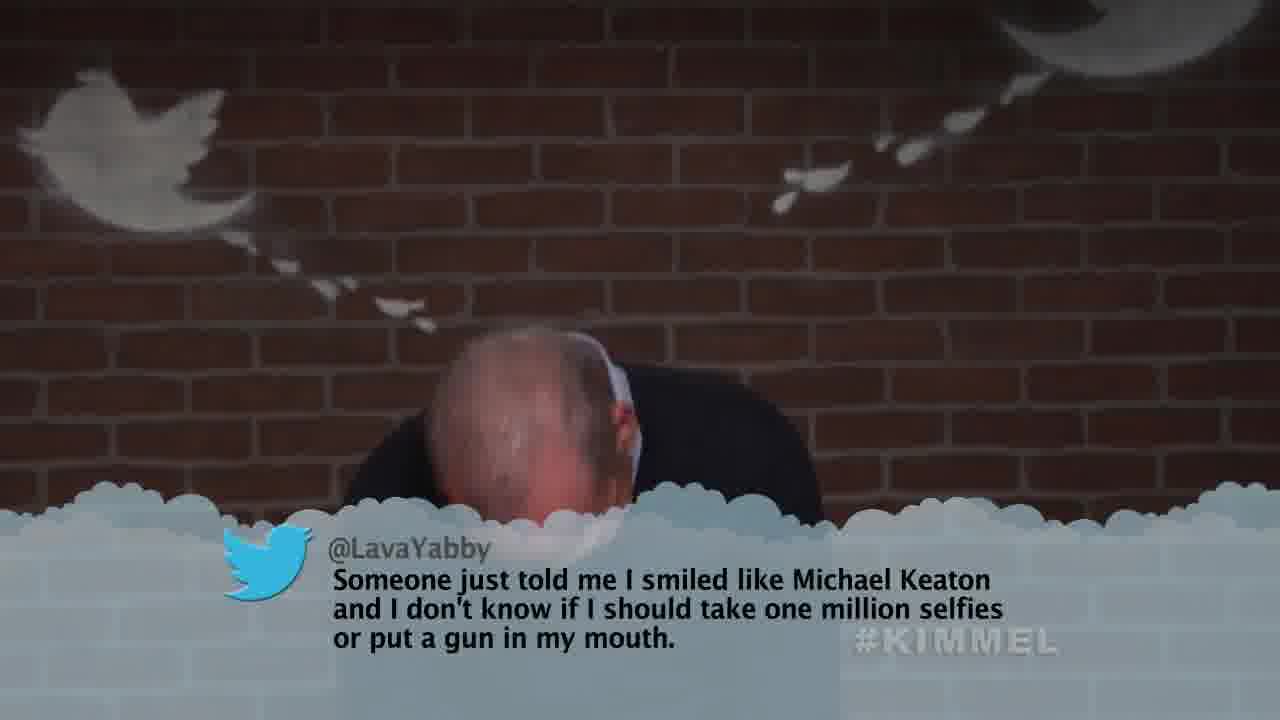 @LavaYabby
Someone just told me I smiled like Michael Keaton
and I don't know if I should take one million selfies
or put a gun in my mouth.
#KIMMEL